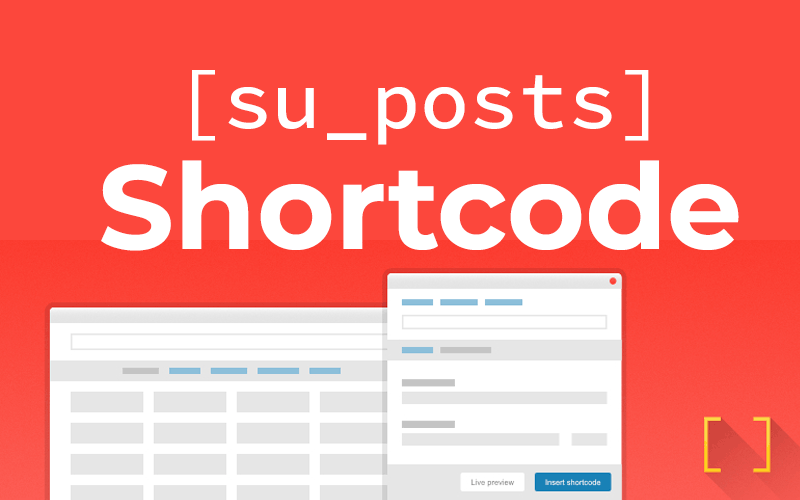 [su_posts]
Shortcode
Live preview
Insert shortcode
[ ]